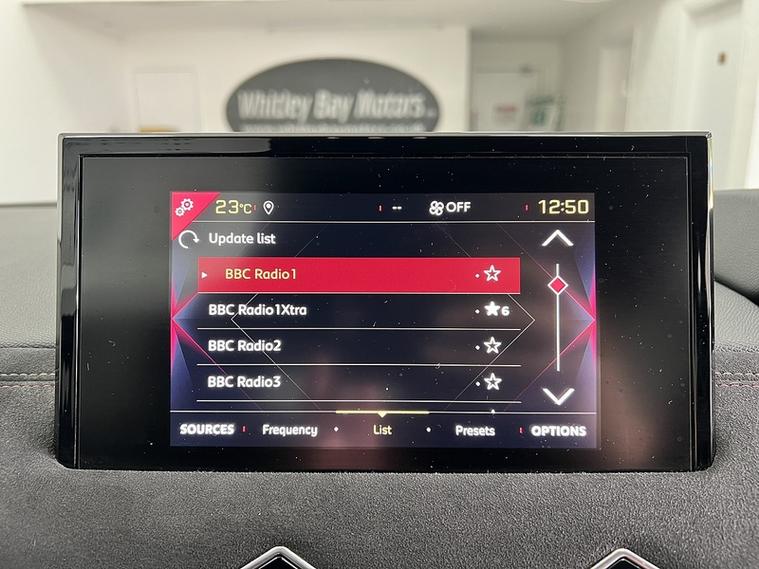 Whitley Bay Motors
23°C -- OFF 12:50
Update list
BBC Radio1
BBC Radio1Xtra 6
BBC Radio2
BBC Radio3
SOURCES Frequency List Presets OPTIONS